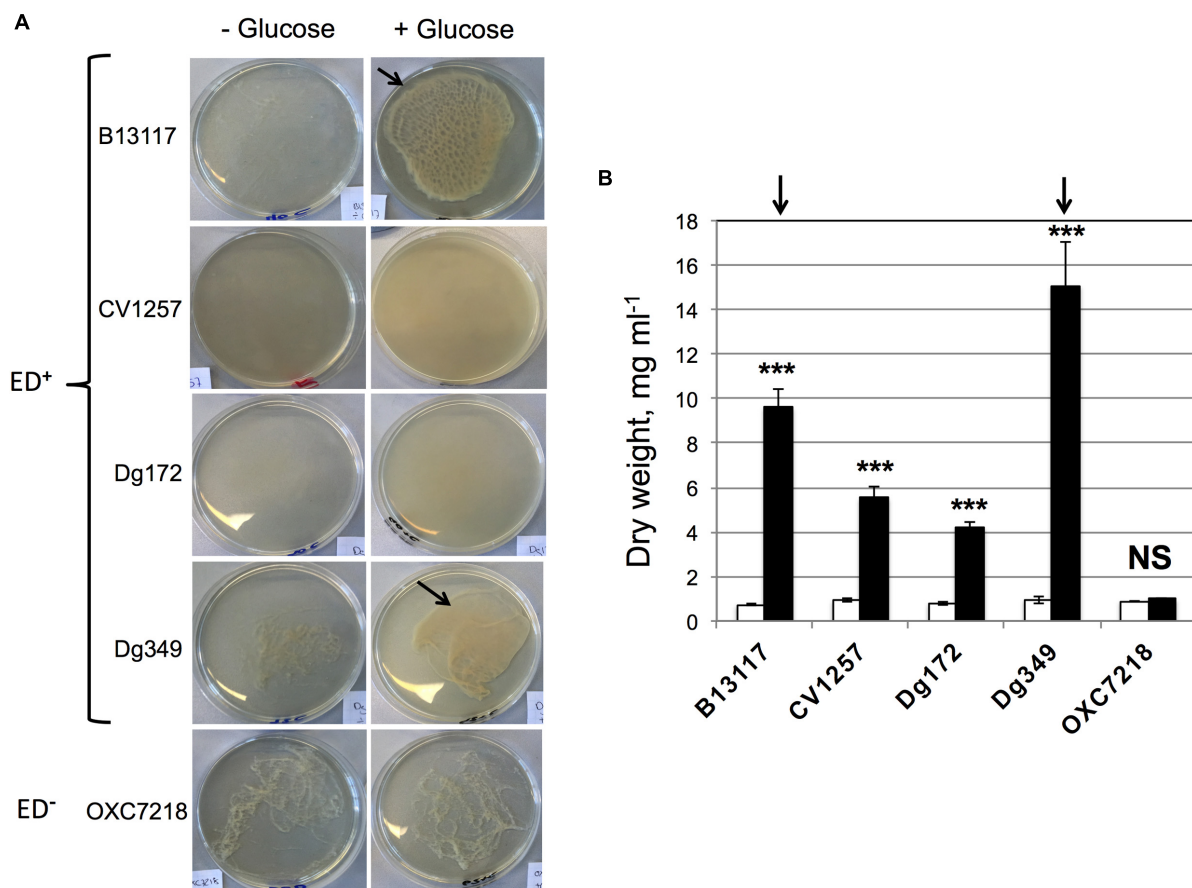 A
- Glucose
+ Glucose
B13117
CV1257
ED⁺
Dg172
Dg349
ED⁻
OXC7218
B
Dry weight, mg ml⁻¹
18
16
14
12
10
8
6
4
2
0
***
***
***
***
NS
B13117
CV1257
Dg172
Dg349
OXC7218